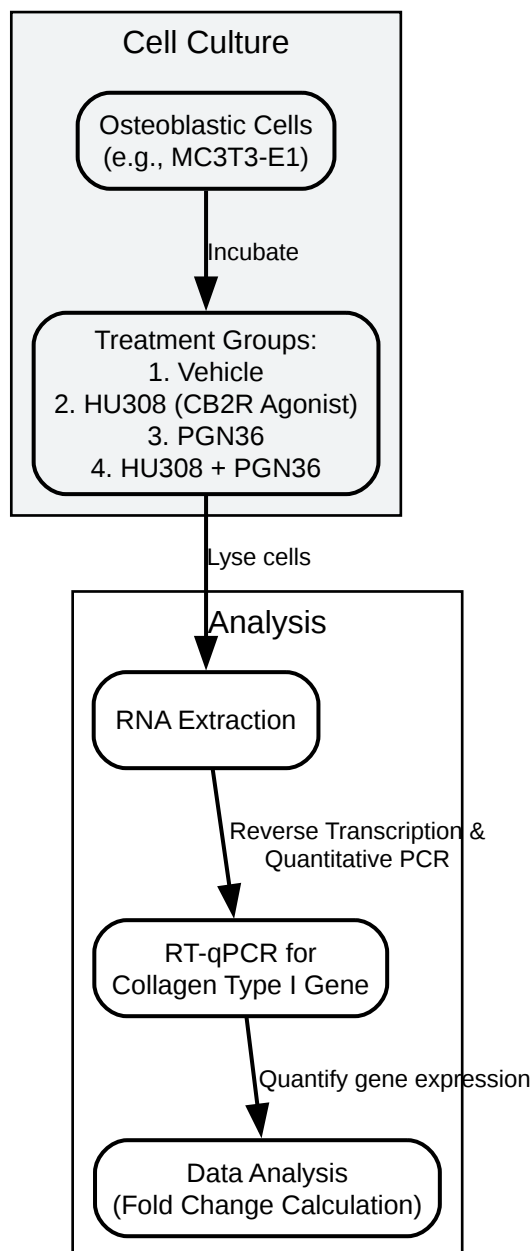 Cell Culture
Osteoblastic Cells
(e.g., MC3T3-E1)
Incubate
Treatment Groups:
1. Vehicle
2. HU308 (CB2R Agonist)
3. PGN36
4. HU308 + PGN36
Lyse cells
Analysis
RNA Extraction
Reverse Transcription &
Quantitative PCR
RT-qPCR for
Collagen Type I Gene
Quantify gene expression
Data Analysis
(Fold Change Calculation)